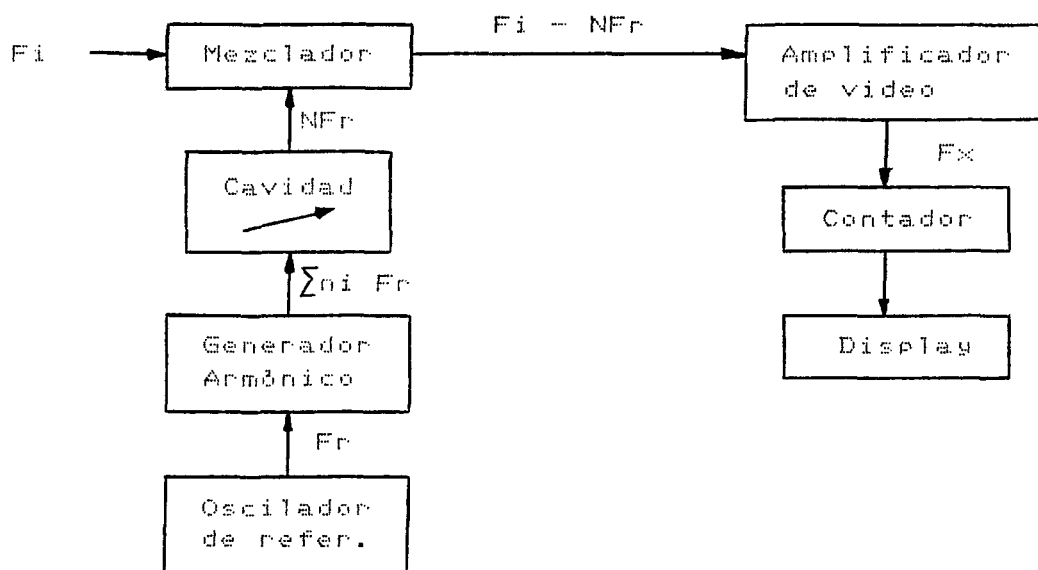 Fi
Mezclador
Fi - NFr
Amplificador
de video
NFr
Fx
Cavidad
Contador
∑ni Fr
Generador
Armónico
Display
Fr
Oscilador
de refer.